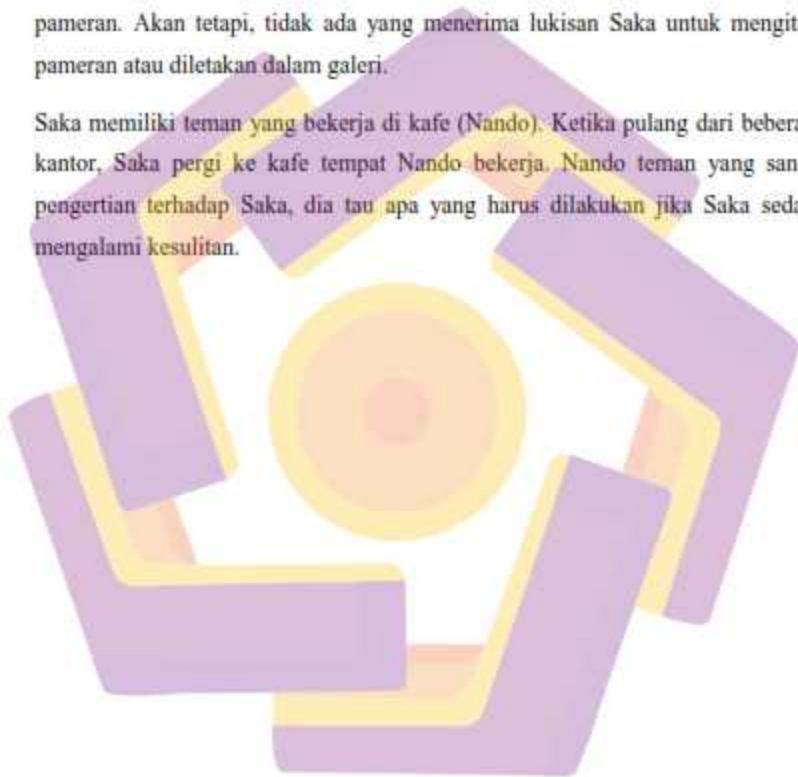 pameran. Akan tetapi, tidak ada yang menerima lukisan Saka untuk mengit
pameran atau diletakan dalam galeri.
Saka memiliki teman yang bekerja di kafe (Nando). Ketika pulang dari bebera
kantor, Saka pergi ke kafe tempat Nando bekerja. Nando teman yang san
pengertian terhadap Saka, dia tau apa yang harus dilakukan jika Saka seda
mengalami kesulitan.